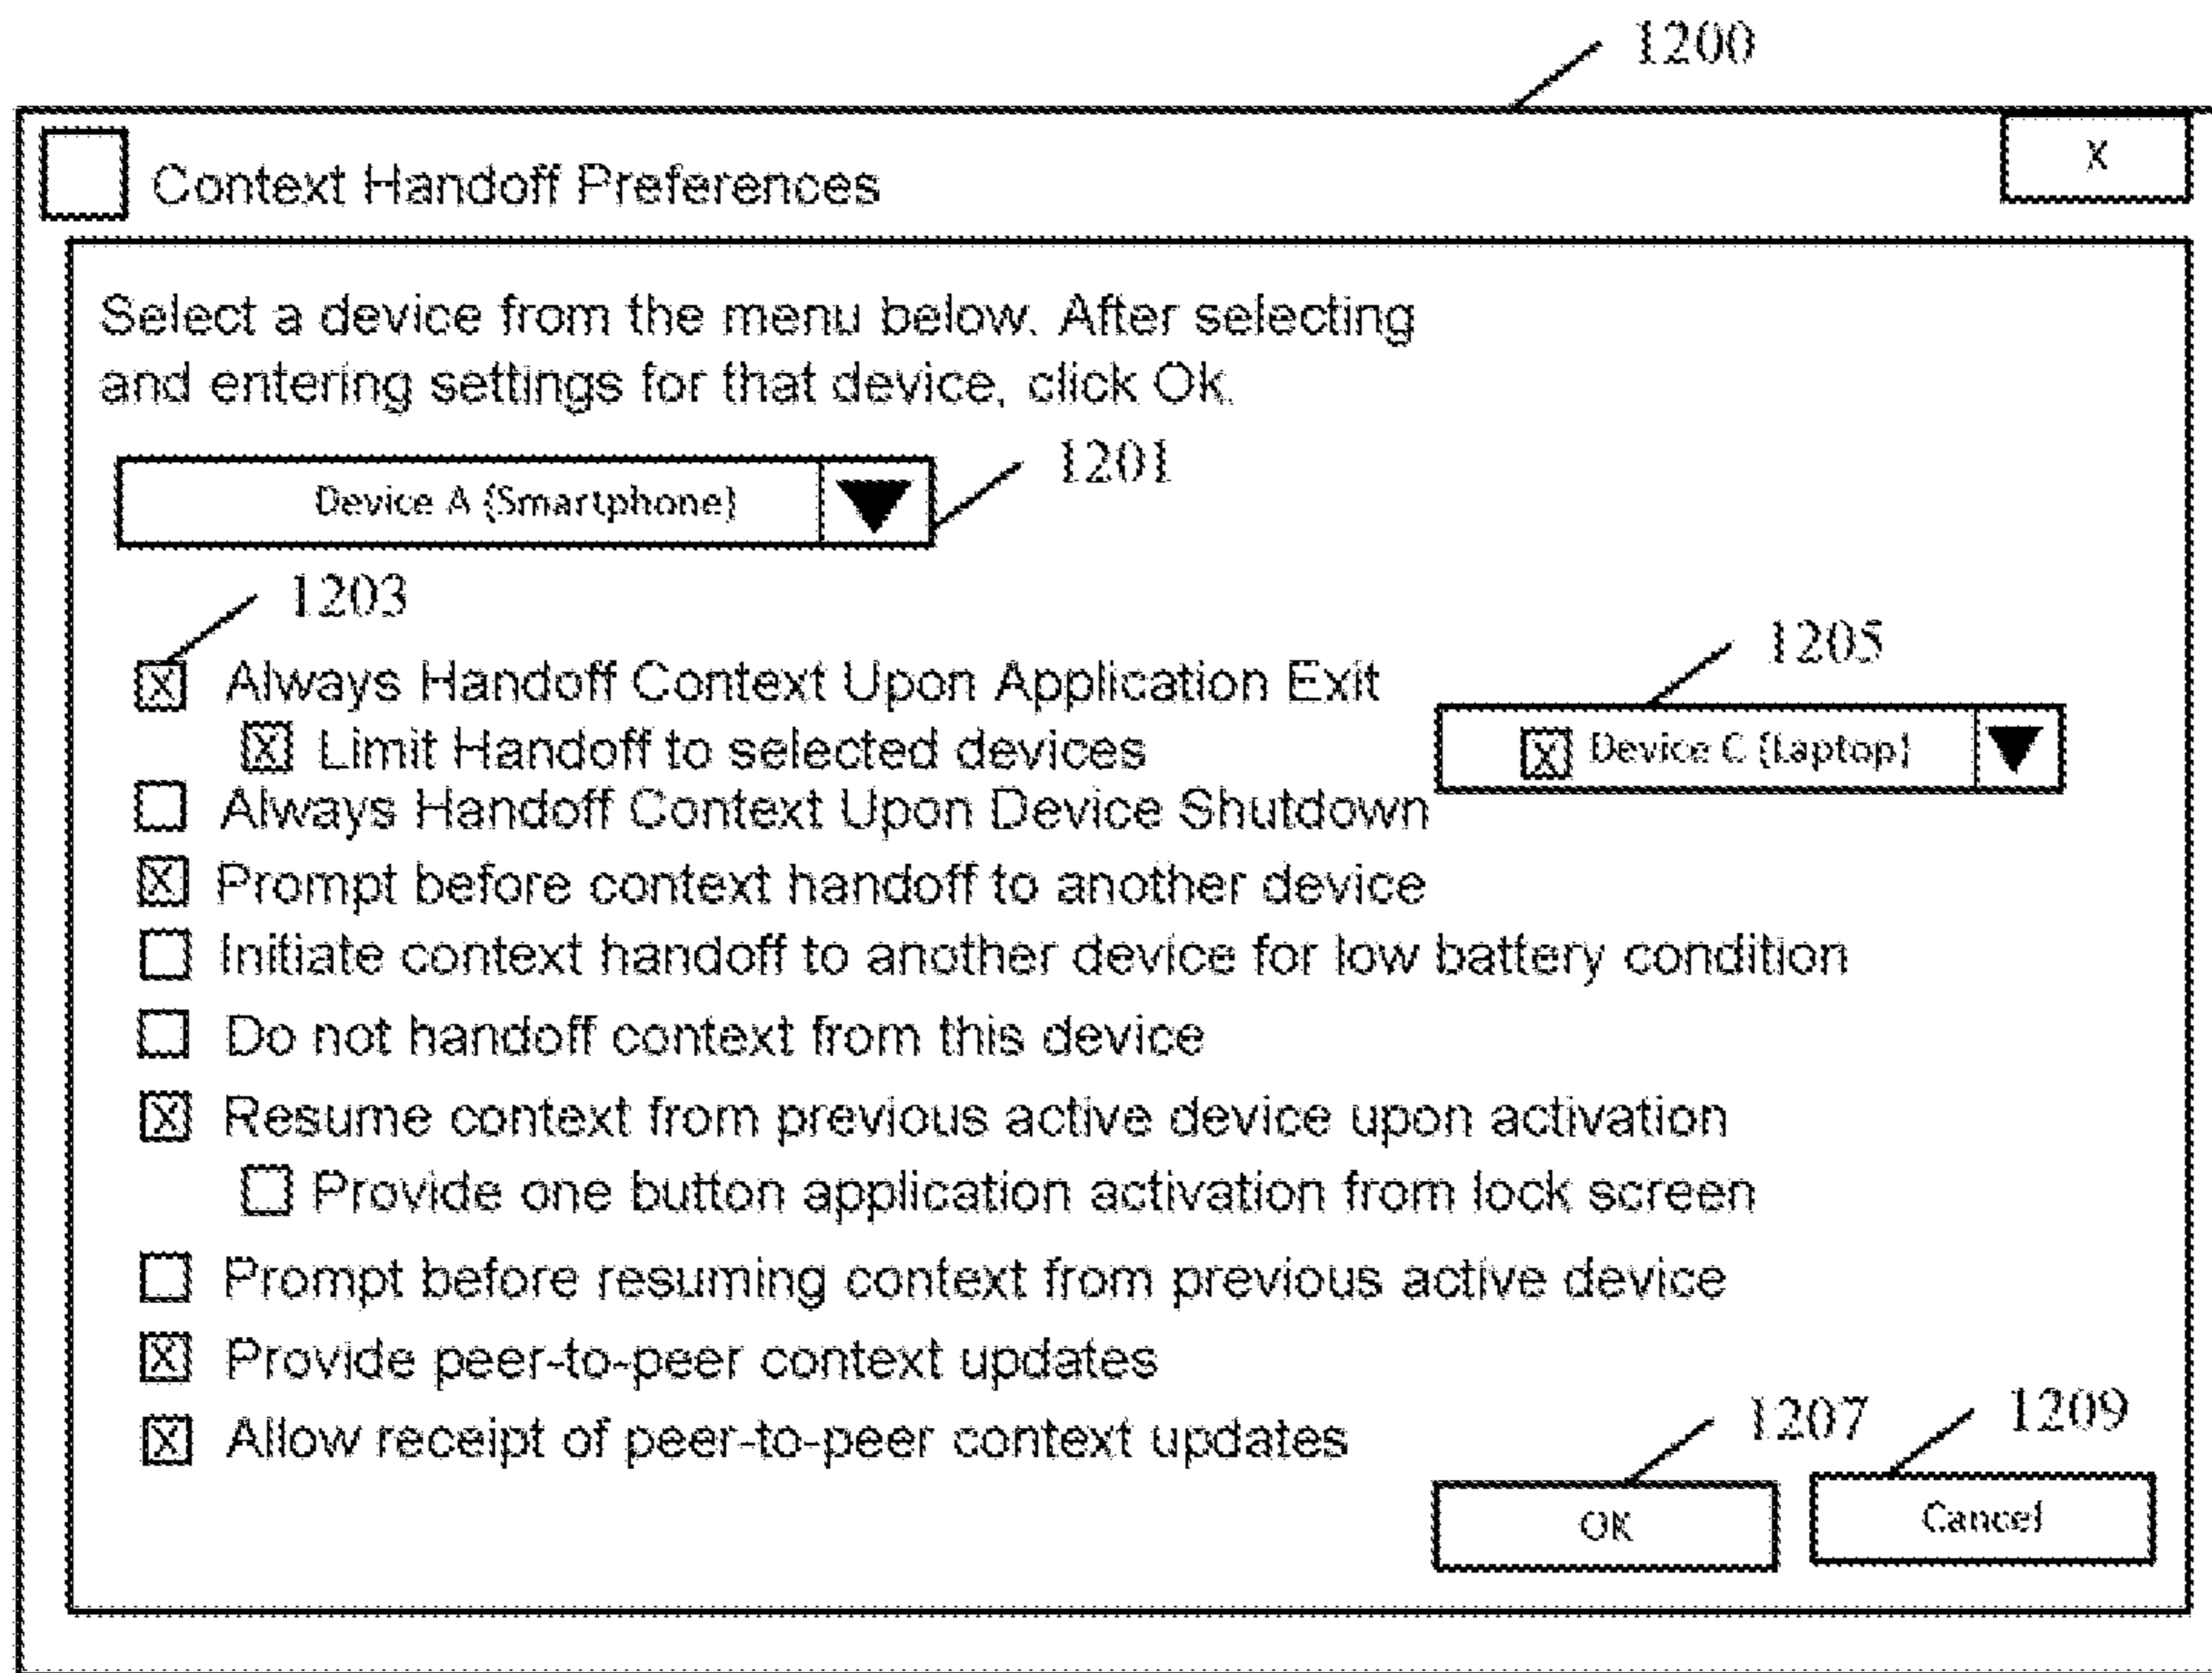 1200
Context Handoff Preferences
X
Select a device from the menu below. After selecting
and entering settings for that device, click Ok.
Device A (Smartphone)
1201
1203
X Always Handoff Context Upon Application Exit
1205
X Limit Handoff to selected devices
X Device C (Laptop)
Always Handoff Context Upon Device Shutdown
X Prompt before context handoff to another device
Initiate context handoff to another device for low battery condition
Do not handoff context from this device
X Resume context from previous active device upon activation
Provide one button application activation from lock screen
Prompt before resuming context from previous active device
X Provide peer-to-peer context updates
X Allow receipt of peer-to-peer context updates
1207
1209
OK
Cancel